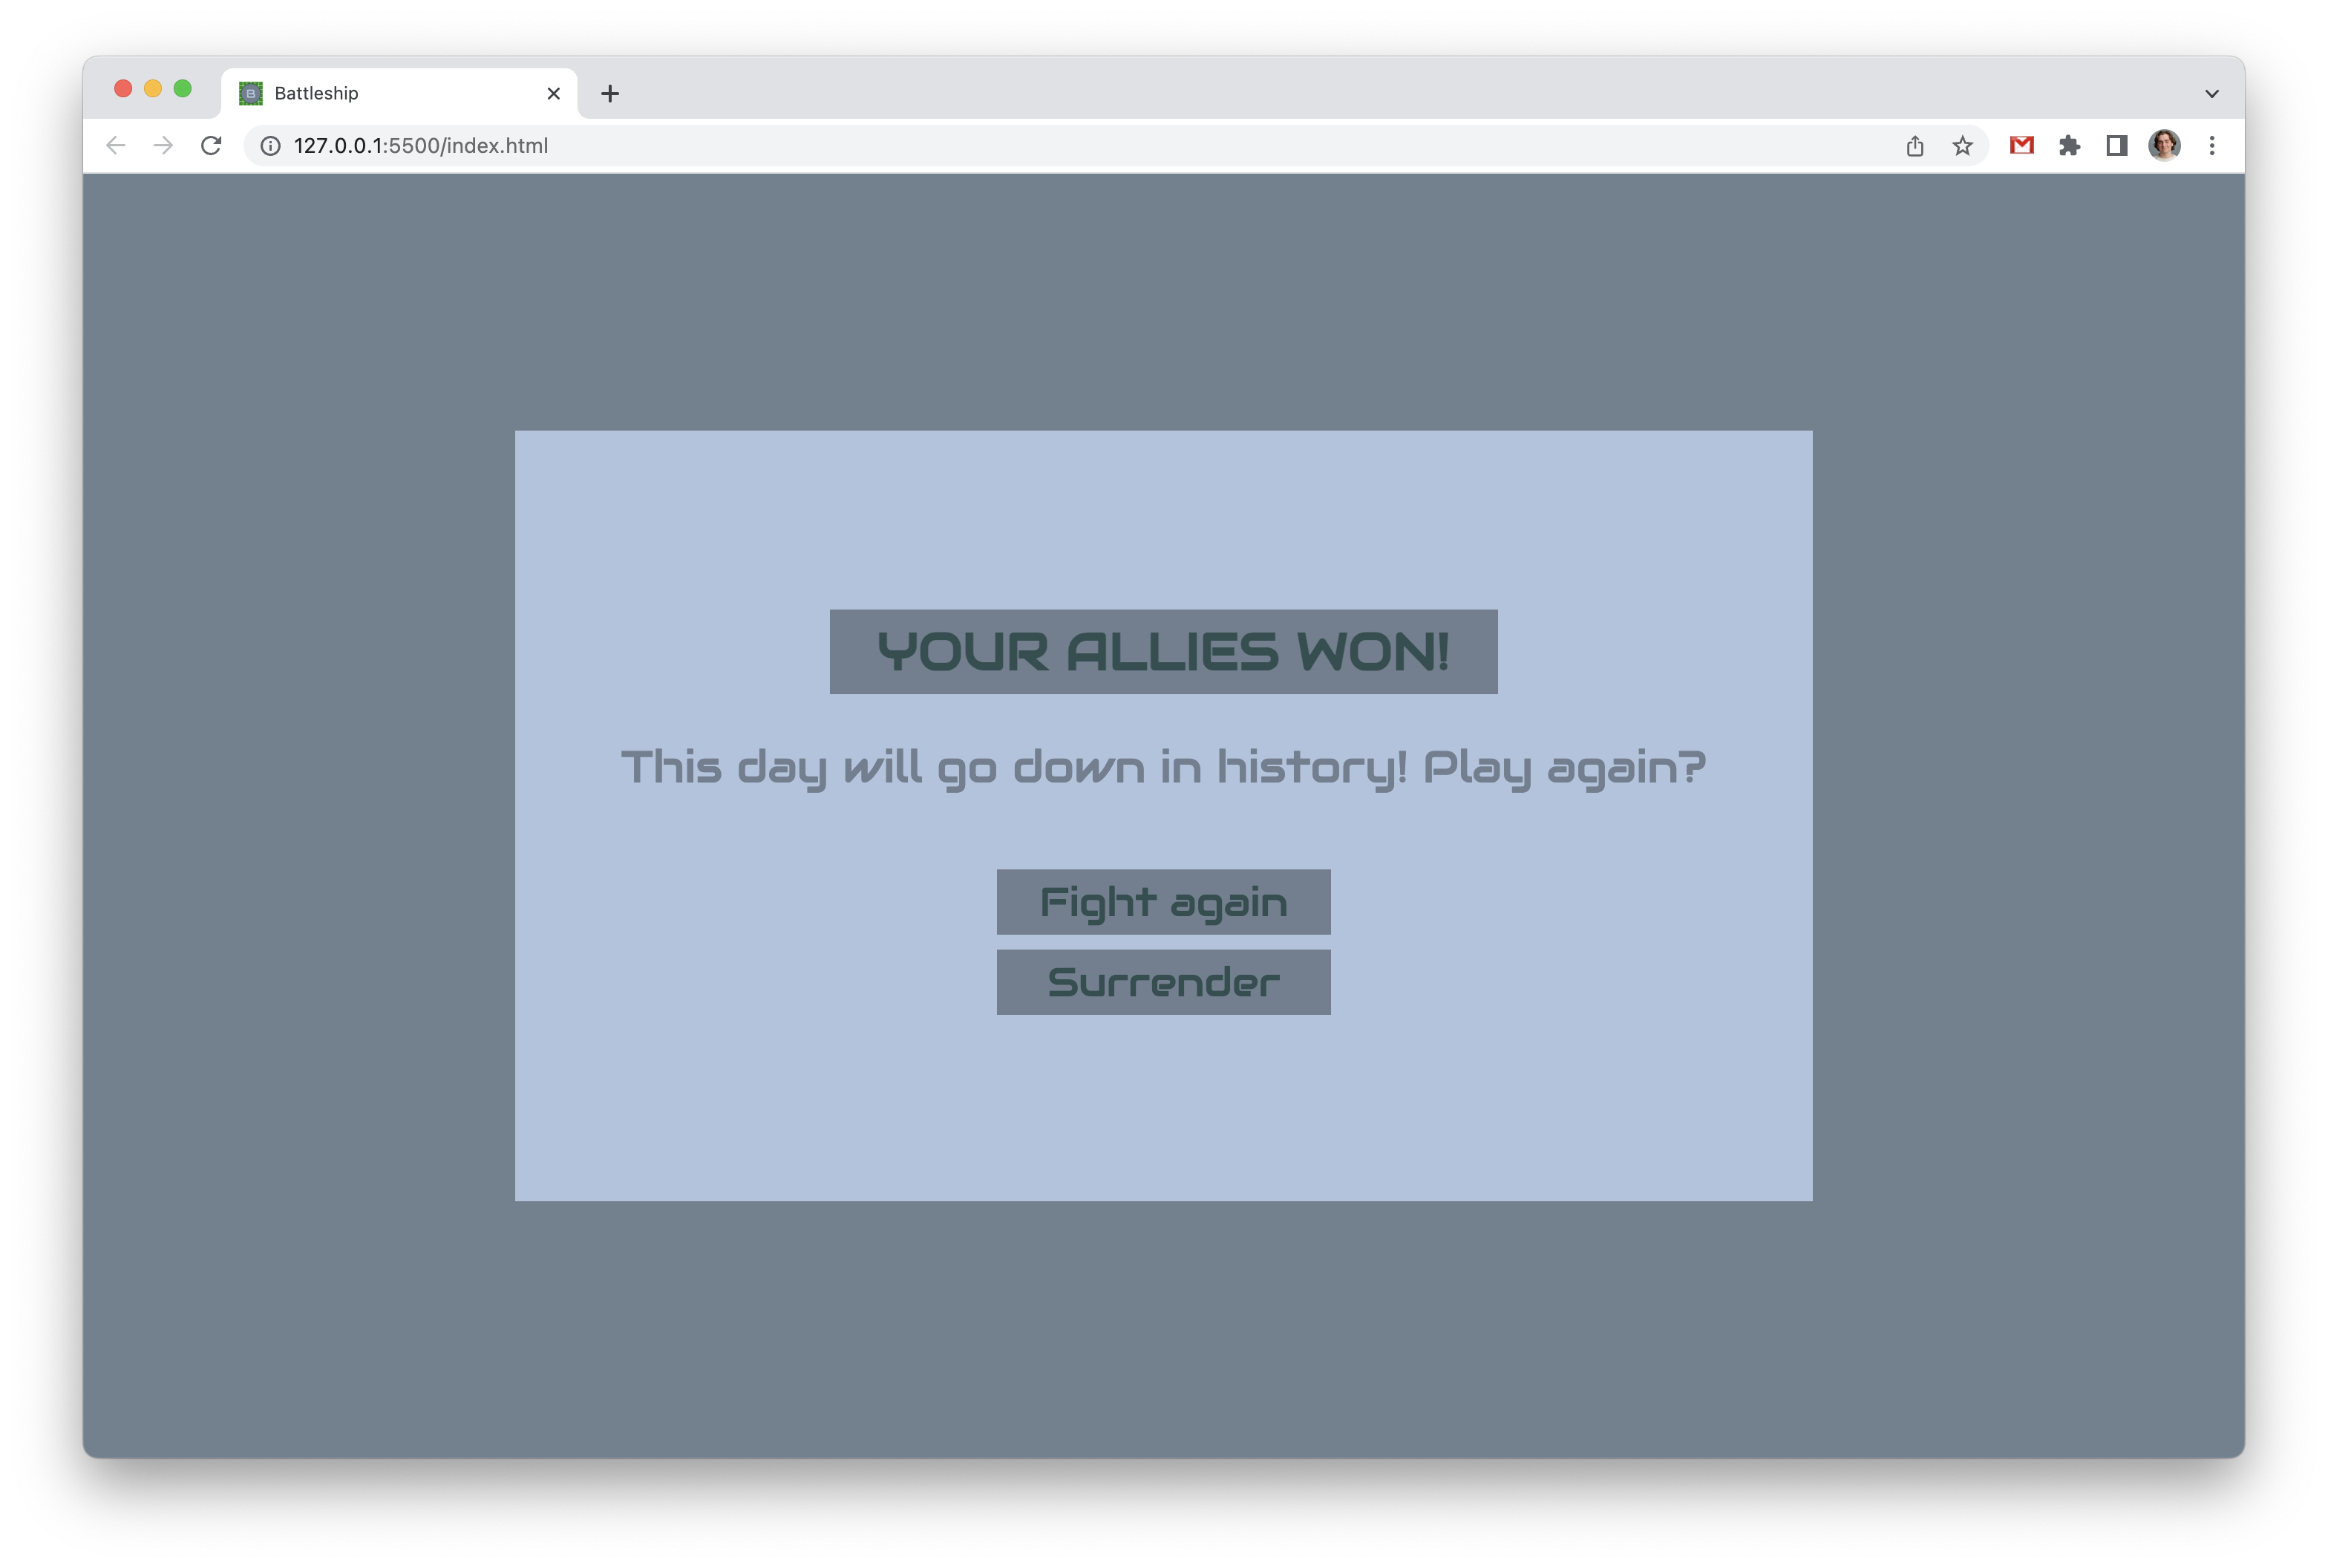 Battleship
127.0.0.1:5500/index.html
YOUR ALLIES WON!
This day will go down in history! Play again?
Fight again
Surrender